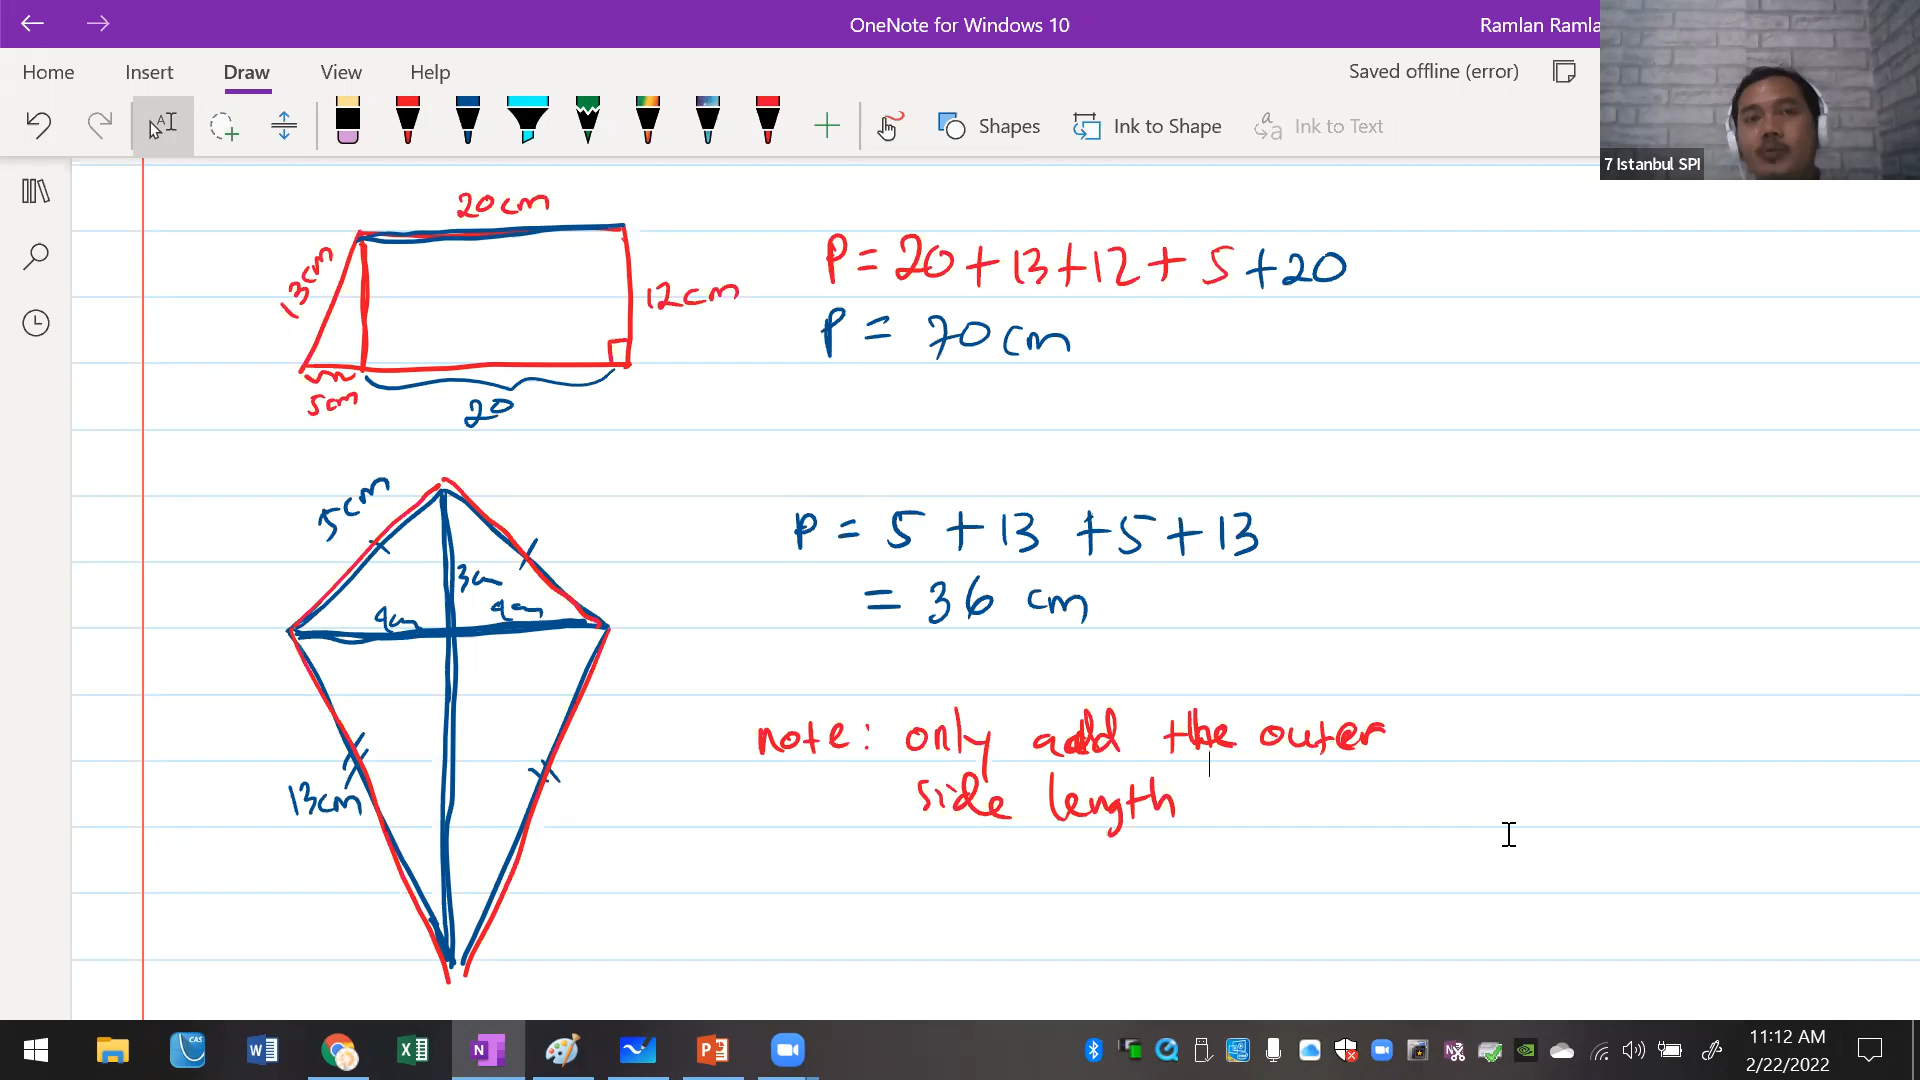 OneNote for Windows 10
Ramlan Ramla
Home Insert Draw View Help
Saved offline (error)
Shapes Ink to Shape Ink to Text
7 Istanbul SPI
20cm
13cm
12cm
5cm
20
P = 20 + 13 + 12 + 5 + 20
P = 70 cm
5cm
3cm
4cm 4cm
13cm
P = 5 + 13 + 5 + 13
= 36 cm
note: only add the outer
side length
11:12 AM
2/22/2022